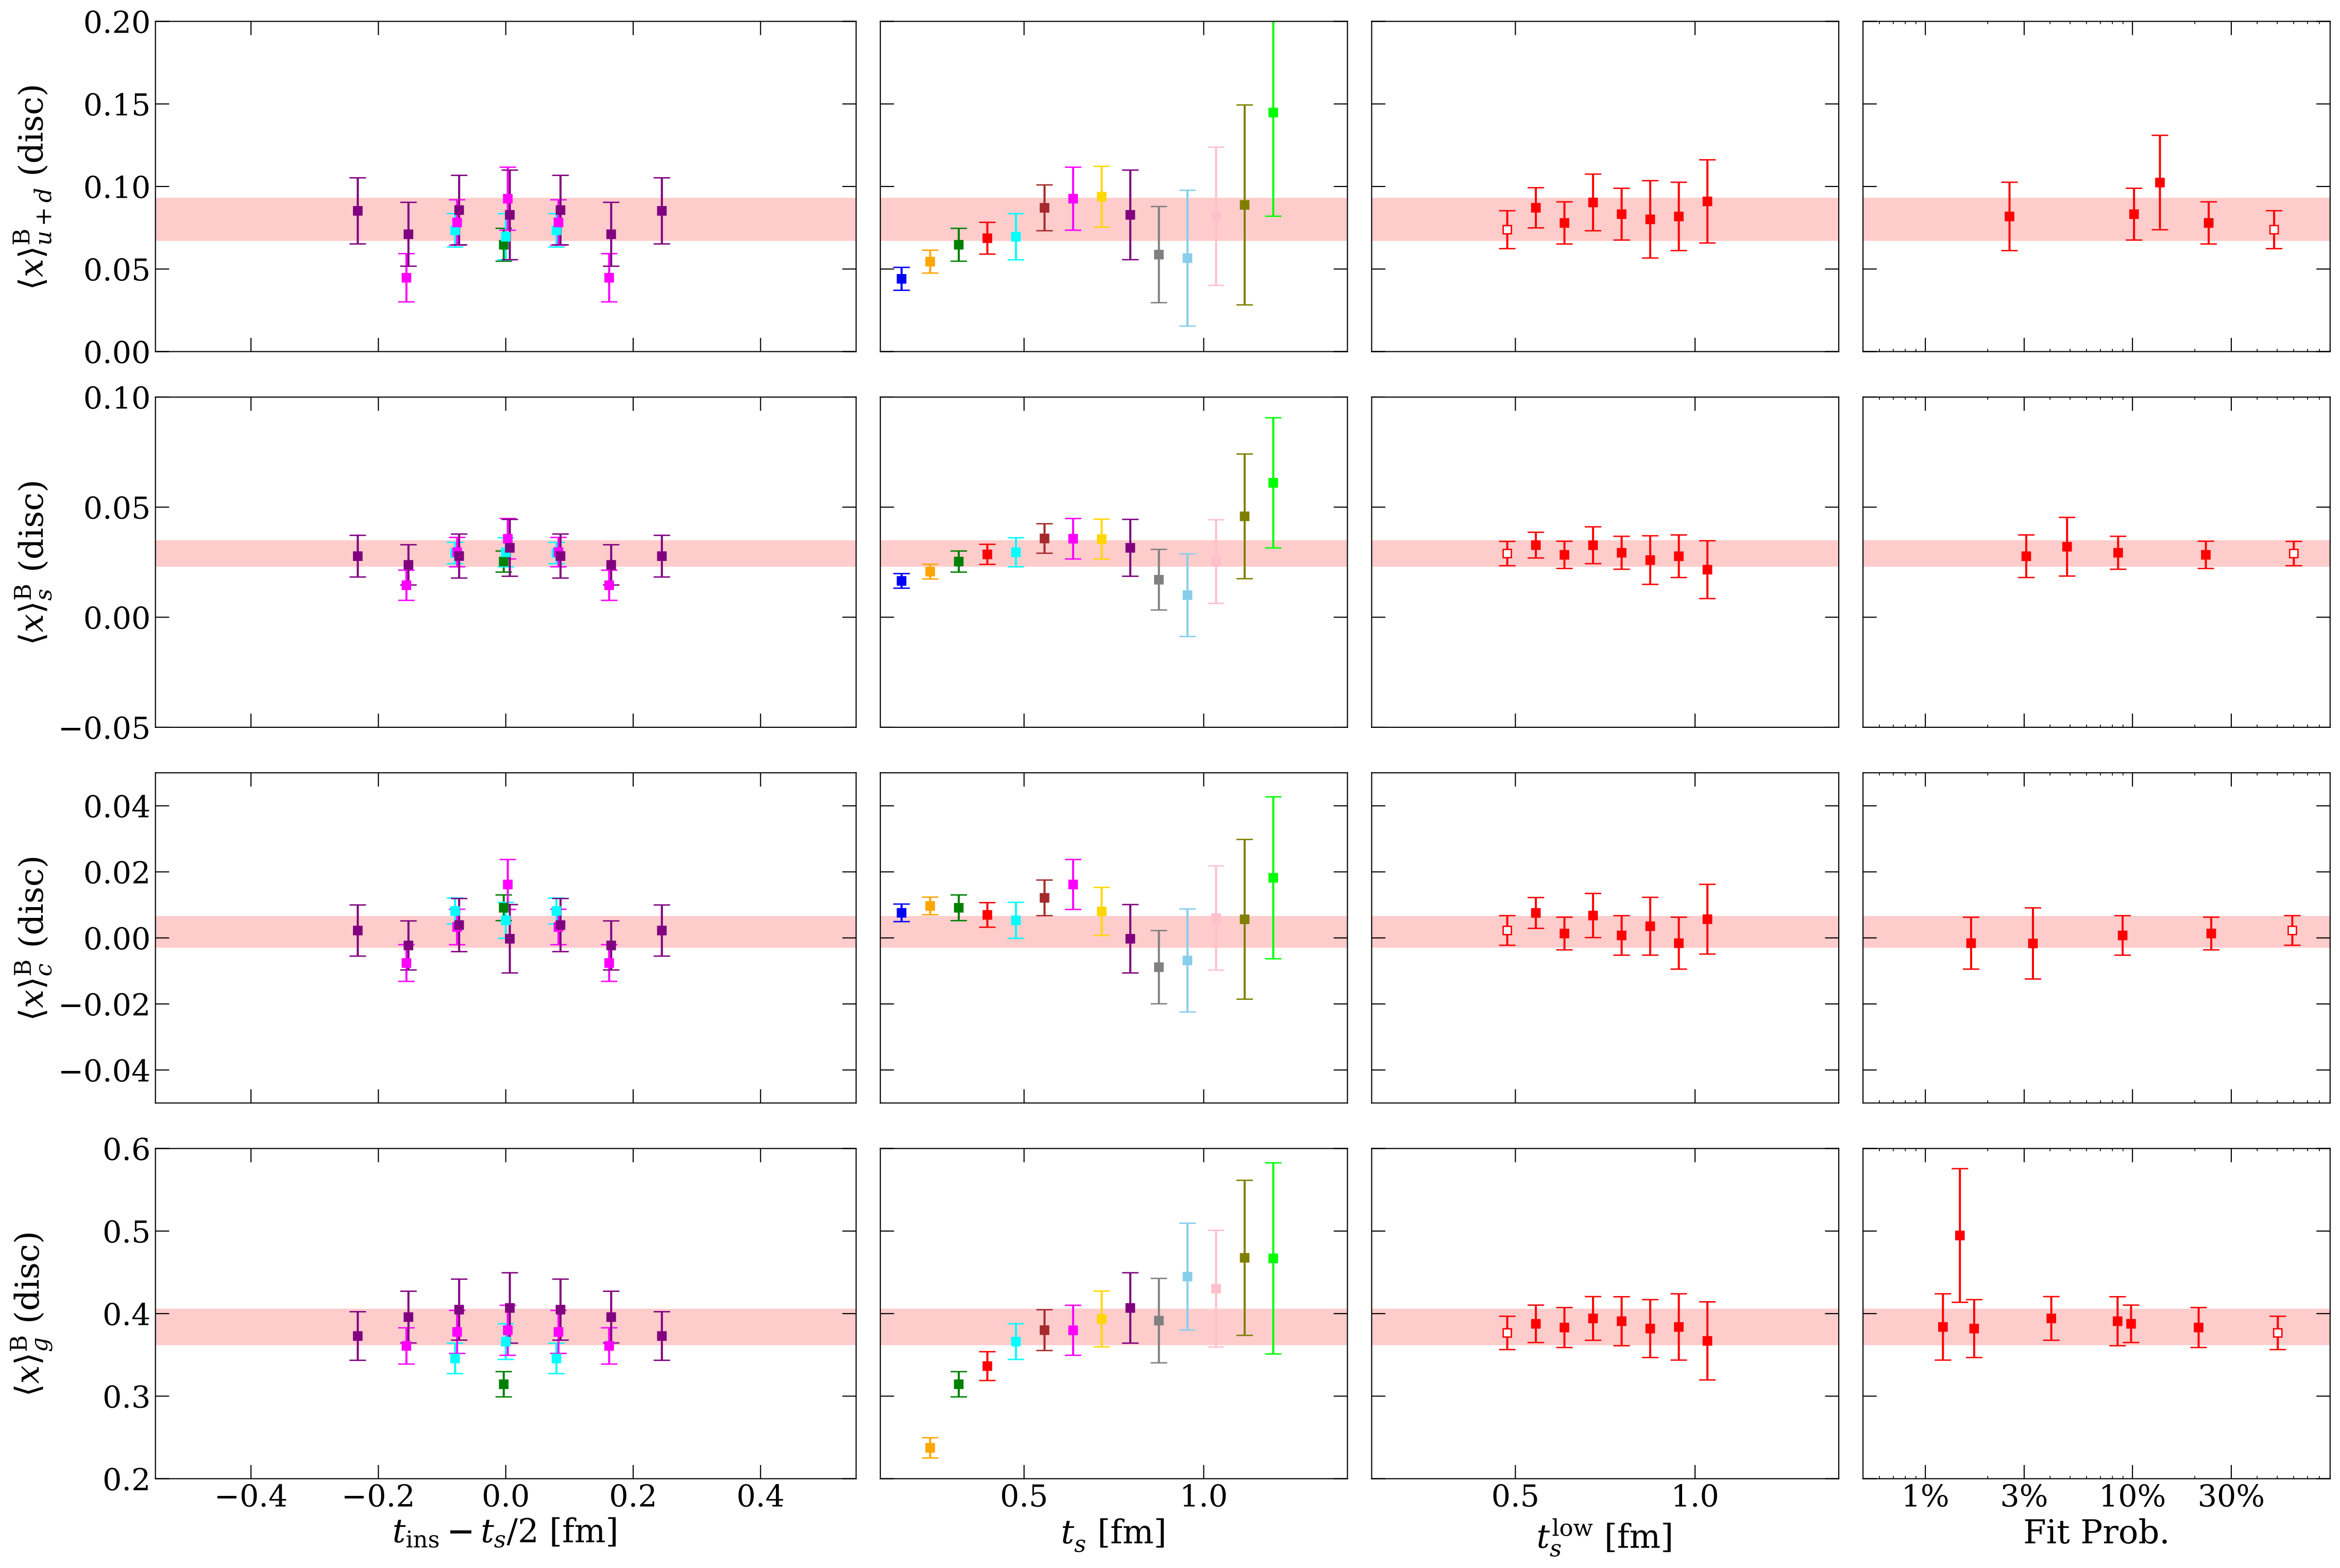 ⟨x⟩ᴮ_{u+d} (disc)
0.20
0.15
0.10
0.05
0.00
⟨x⟩ᴮ_s (disc)
0.10
0.05
0.00
−0.05
⟨x⟩ᴮ_c (disc)
0.04
0.02
0.00
−0.02
−0.04
⟨x⟩ᴮ_g (disc)
0.6
0.5
0.4
0.3
0.2
−0.4 −0.2 0.0 0.2 0.4
t_ins − t_s/2 [fm]
0.5 1.0
t_s [fm]
0.5 1.0
t_s^low [fm]
1% 3% 10% 30%
Fit Prob.